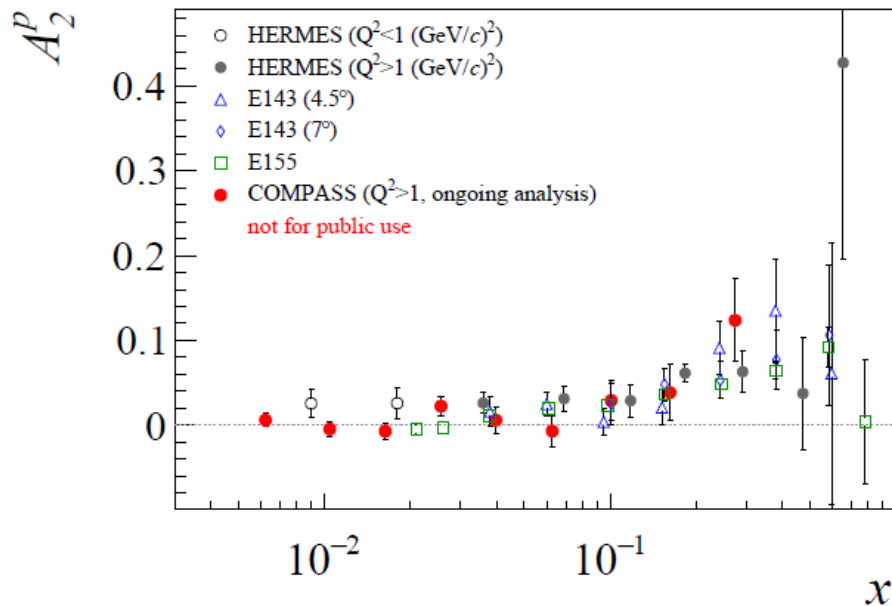 A₂ᵖ
HERMES (Q²<1 (GeV/c)²)
HERMES (Q²>1 (GeV/c)²)
E143 (4.5°)
E143 (7°)
E155
COMPASS (Q²>1, ongoing analysis)
not for public use
0.4
0.3
0.2
0.1
0
10⁻²
10⁻¹
x